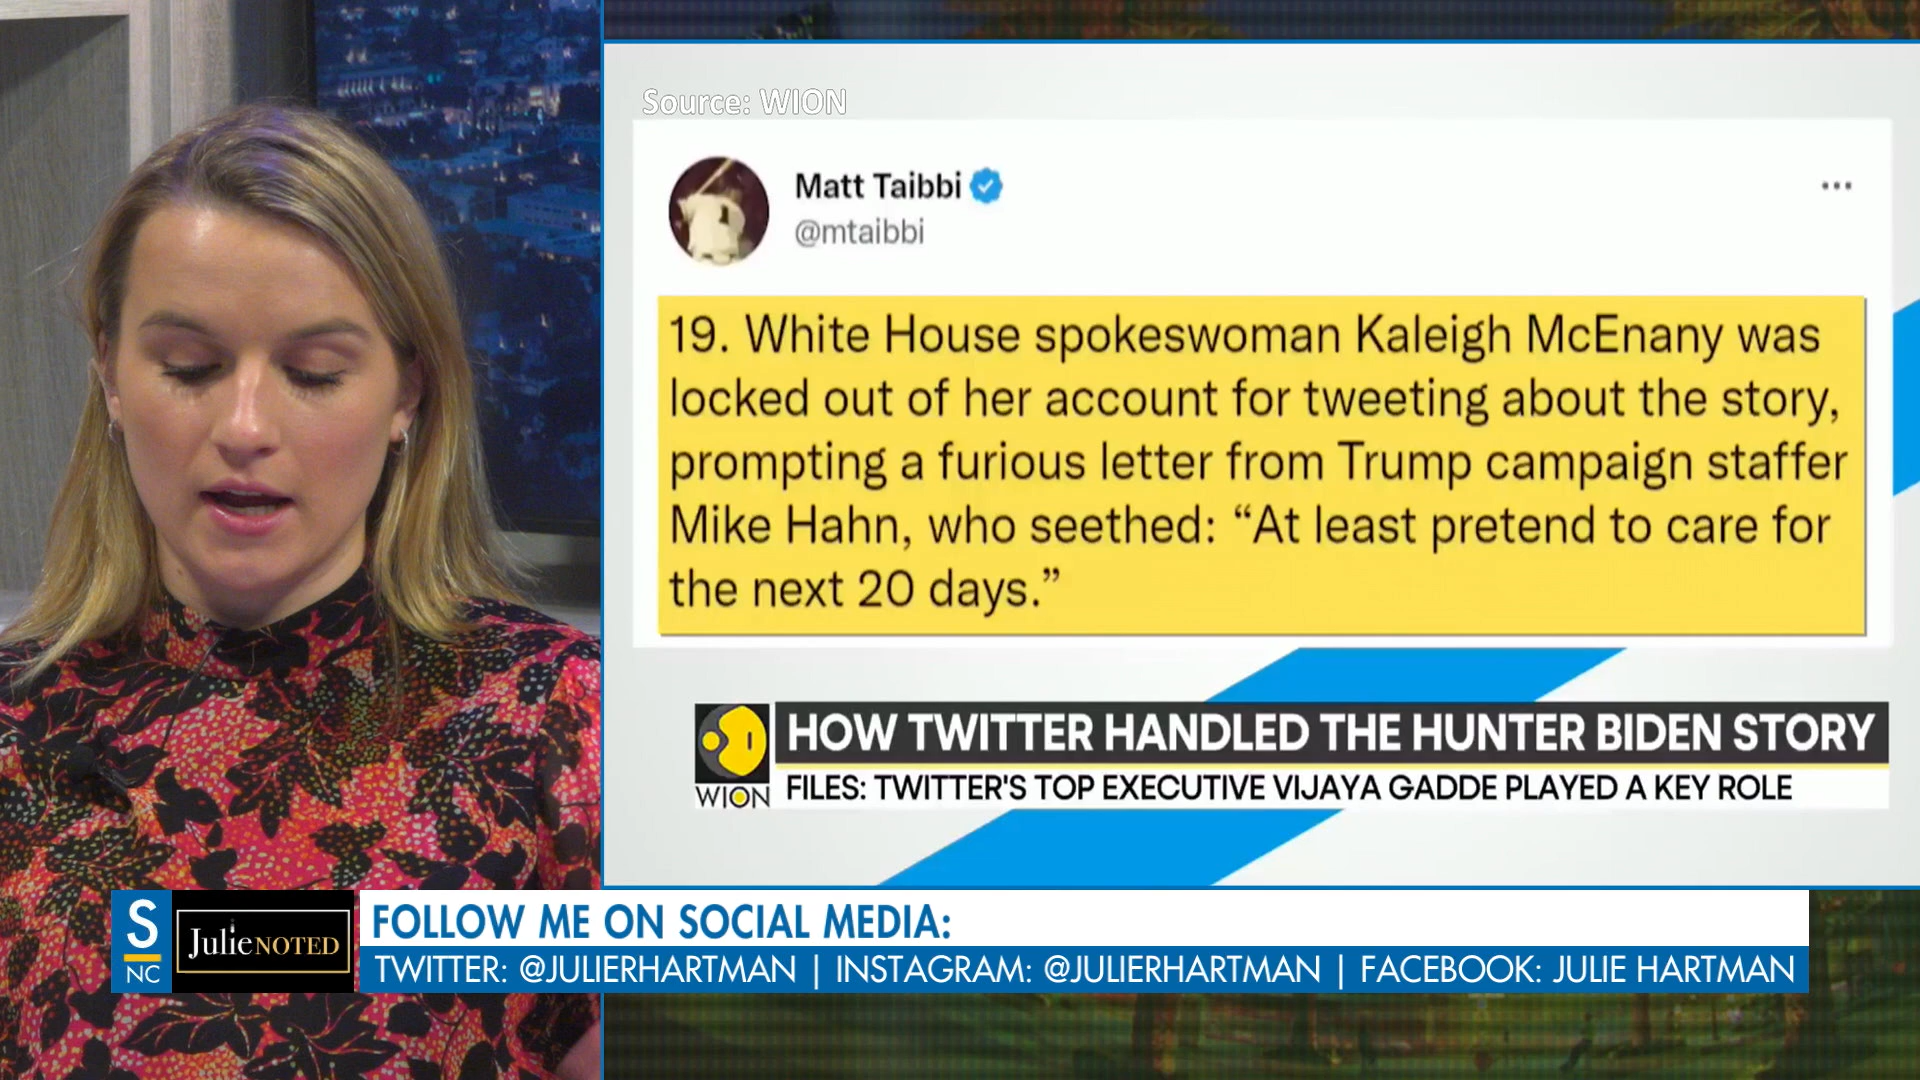 Source: WION
Matt Taibbi
@mtaibbi
19. White House spokeswoman Kaleigh McEnany was
locked out of her account for tweeting about the story,
prompting a furious letter from Trump campaign staffer
Mike Hahn, who seethed: “At least pretend to care for
the next 20 days.”
HOW TWITTER HANDLED THE HUNTER BIDEN STORY
FILES: TWITTER'S TOP EXECUTIVE VIJAYA GADDE PLAYED A KEY ROLE
WION
S
NC
Julie NOTED
FOLLOW ME ON SOCIAL MEDIA:
TWITTER: @JULIERHARTMAN | INSTAGRAM: @JULIERHARTMAN | FACEBOOK: JULIE HARTMAN